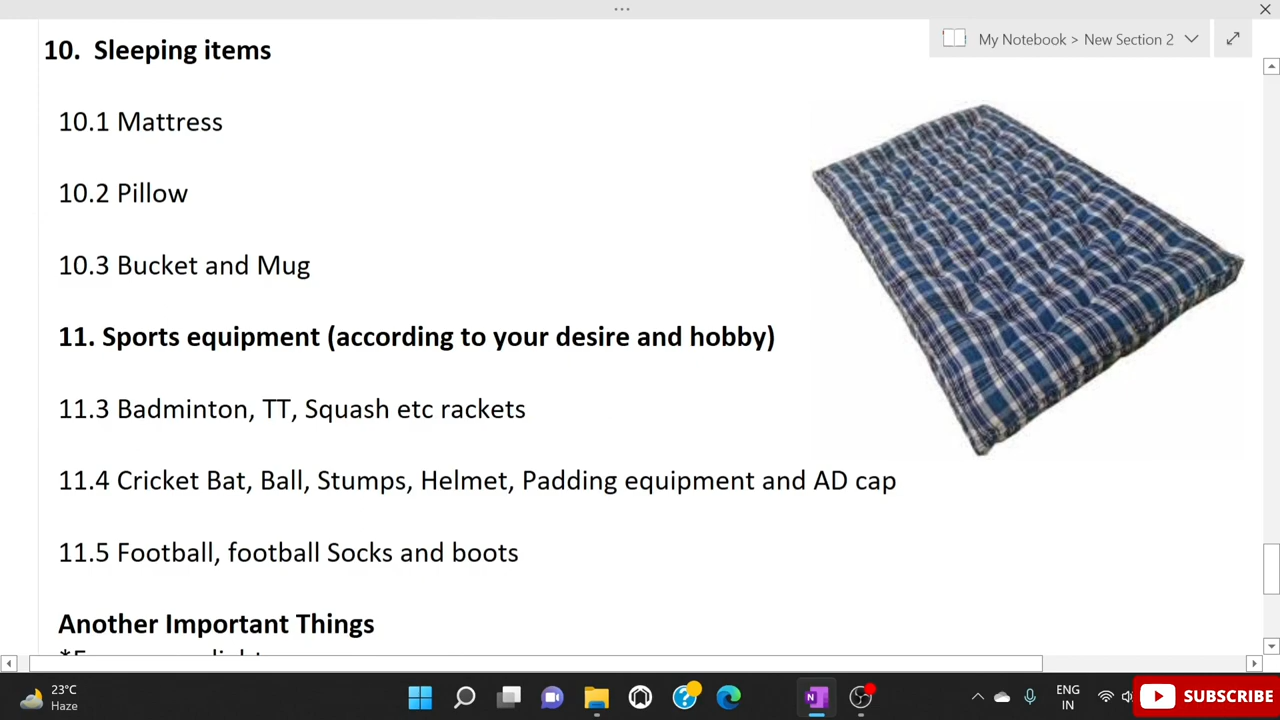 My Notebook > New Section 2
10. Sleeping items
10.1 Mattress
10.2 Pillow
10.3 Bucket and Mug
11. Sports equipment (according to your desire and hobby)
11.3 Badminton, TT, Squash etc rackets
11.4 Cricket Bat, Ball, Stumps, Helmet, Padding equipment and AD cap
11.5 Football, football Socks and boots
Another Important Things
23°C
Haze
ENG
IN
SUBSCRIBE